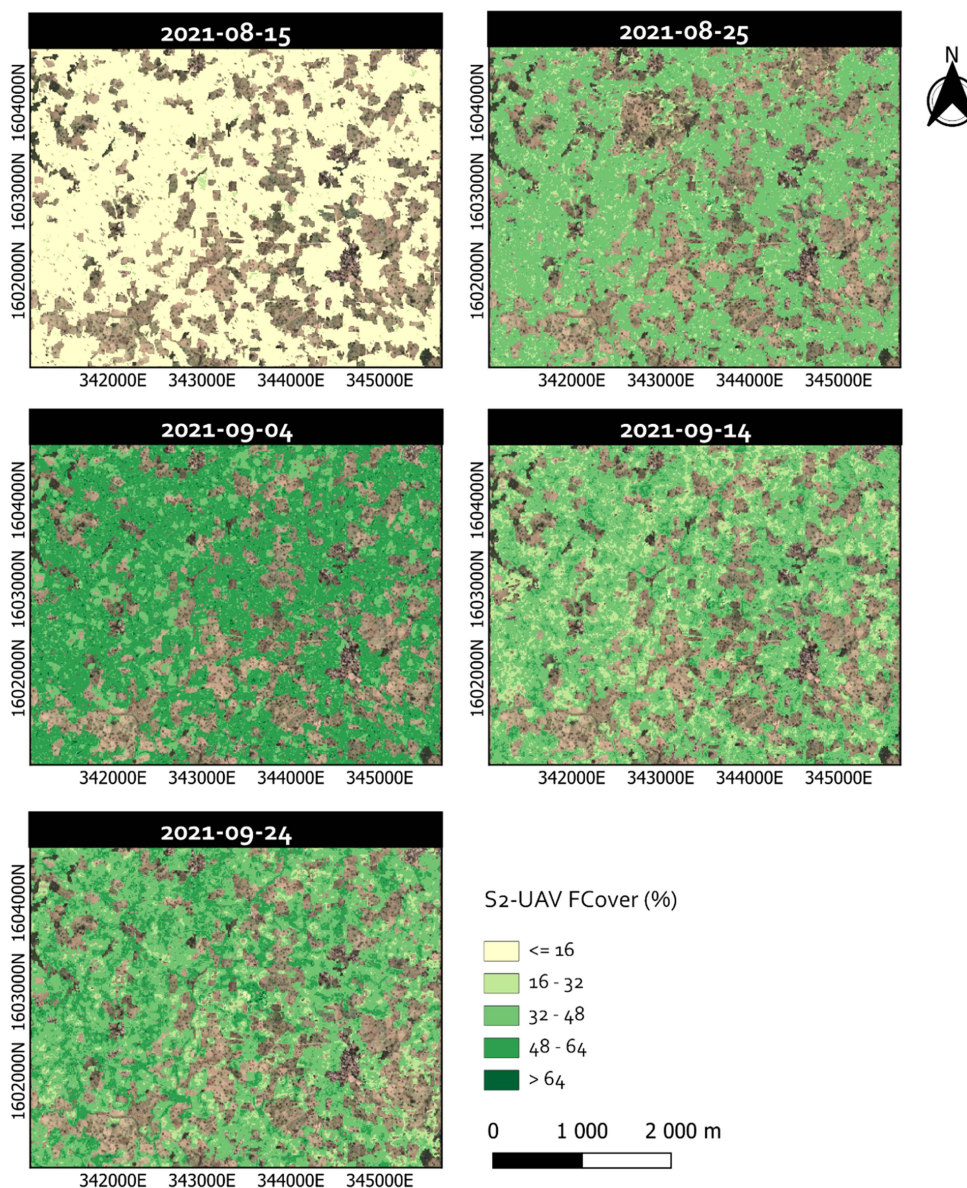 2021-08-15
2021-08-25
N
1604000N
1603000N
1602000N
1604000N
1603000N
1602000N
342000E 343000E 344000E 345000E
342000E 343000E 344000E 345000E
2021-09-04
2021-09-14
1604000N
1603000N
1602000N
1604000N
1603000N
1602000N
342000E 343000E 344000E 345000E
342000E 343000E 344000E 345000E
2021-09-24
1604000N
1603000N
1602000N
342000E 343000E 344000E 345000E
S2-UAV FCover (%)
<= 16
16 - 32
32 - 48
48 - 64
> 64
0 1 000 2 000 m